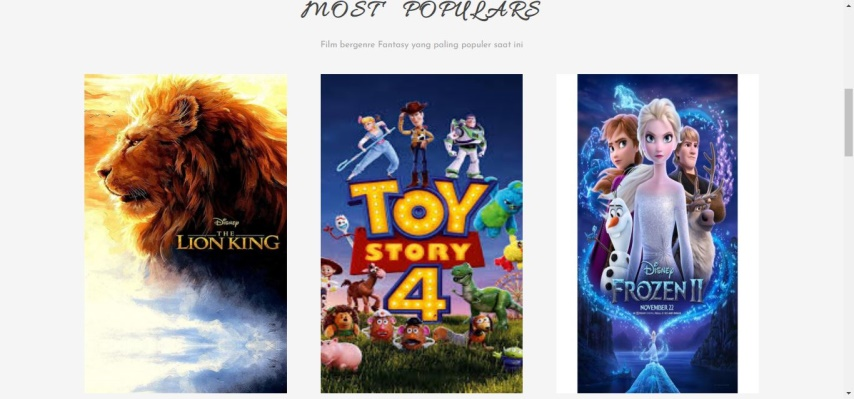 MOST POPULARS
Film bergenre Fantasy yang paling populer saat ini
Disney
THE
LION KING
TOY
STORY
4
Disney
FROZEN II
NOVEMBER 22